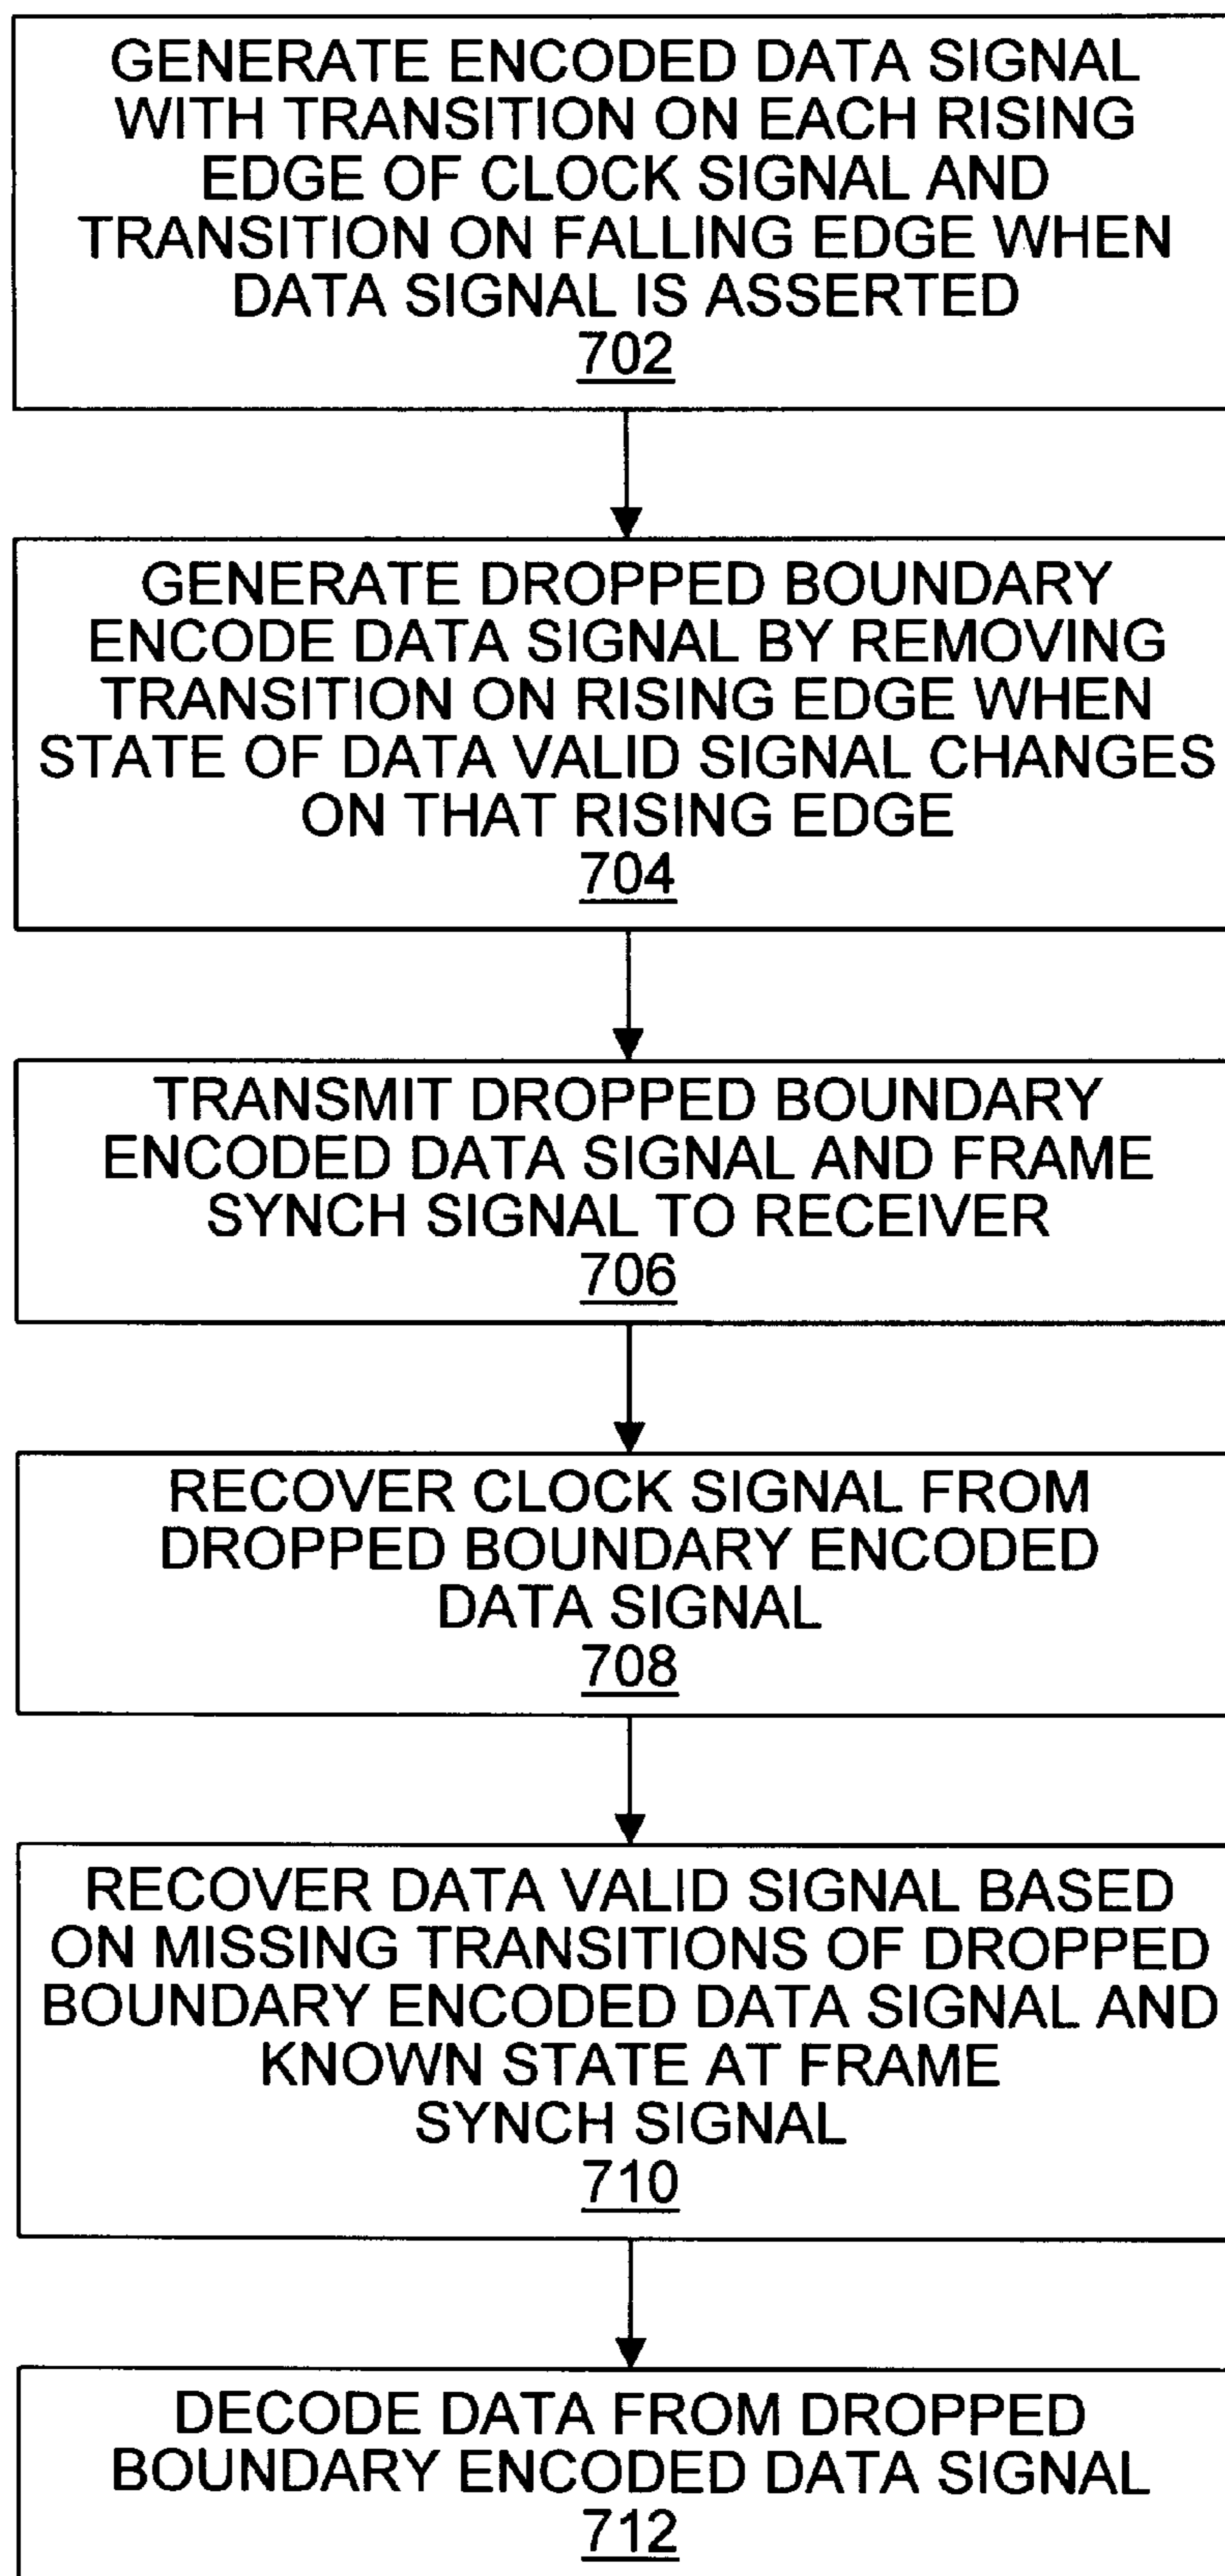 GENERATE ENCODED DATA SIGNAL
WITH TRANSITION ON EACH RISING
EDGE OF CLOCK SIGNAL AND
TRANSITION ON FALLING EDGE WHEN
DATA SIGNAL IS ASSERTED
702
GENERATE DROPPED BOUNDARY
ENCODE DATA SIGNAL BY REMOVING
TRANSITION ON RISING EDGE WHEN
STATE OF DATA VALID SIGNAL CHANGES
ON THAT RISING EDGE
704
TRANSMIT DROPPED BOUNDARY
ENCODED DATA SIGNAL AND FRAME
SYNCH SIGNAL TO RECEIVER
706
RECOVER CLOCK SIGNAL FROM
DROPPED BOUNDARY ENCODED
DATA SIGNAL
708
RECOVER DATA VALID SIGNAL BASED
ON MISSING TRANSITIONS OF DROPPED
BOUNDARY ENCODED DATA SIGNAL AND
KNOWN STATE AT FRAME
SYNCH SIGNAL
710
DECODE DATA FROM DROPPED
BOUNDARY ENCODED DATA SIGNAL
712